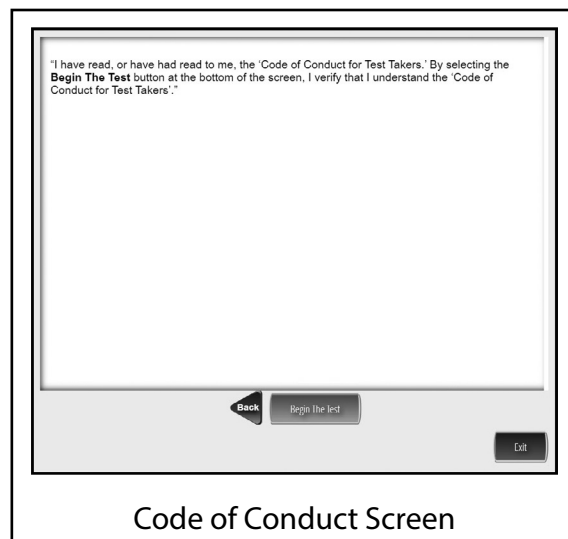 “I have read, or have had read to me, the ‘Code of Conduct for Test Takers.’ By selecting the
Begin The Test button at the bottom of the screen, I verify that I understand the ‘Code of
Conduct for Test Takers’.”
Back
Begin The Test
Exit
Code of Conduct Screen